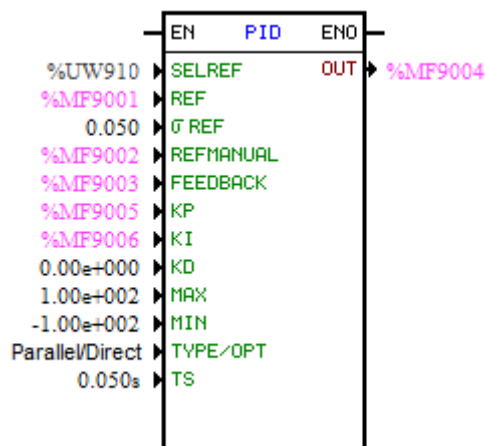 EN PID ENO
%UW910 SELREF OUT %MF9004
%MF9001 REF
0.050 σ REF
%MF9002 REFMANUAL
%MF9003 FEEDBACK
%MF9005 KP
%MF9006 KI
0.00e+000 KD
1.00e+002 MAX
-1.00e+002 MIN
Parallel/Direct TYPE/OPT
0.050s TS